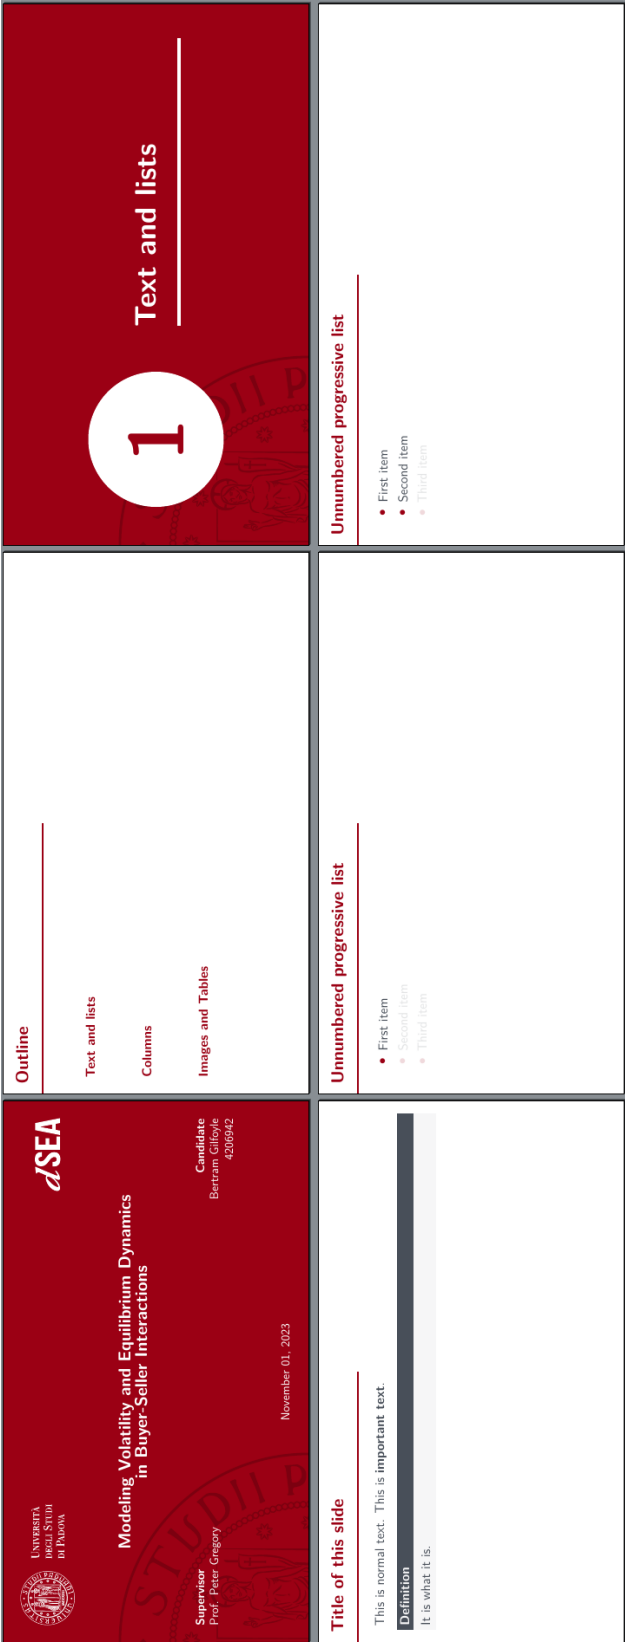 UNIVERSITÀ
DEGLI STUDI
DI PADOVA
dSEA
Modeling Volatility and Equilibrium Dynamics
in Buyer-Seller Interactions
Supervisor
Prof. Peter Gregory
Candidate
Bertram Gilfoyle
4206942
November 01, 2023
STUDII P
Outline
Text and lists
Columns
Images and Tables
1
Text and lists
DII P
Title of this slide
This is normal text. This is important text.
Definition
It is what it is.
Unnumbered progressive list
• First item
• Second item
• Third item
Unnumbered progressive list
• First item
• Second item
• Third item